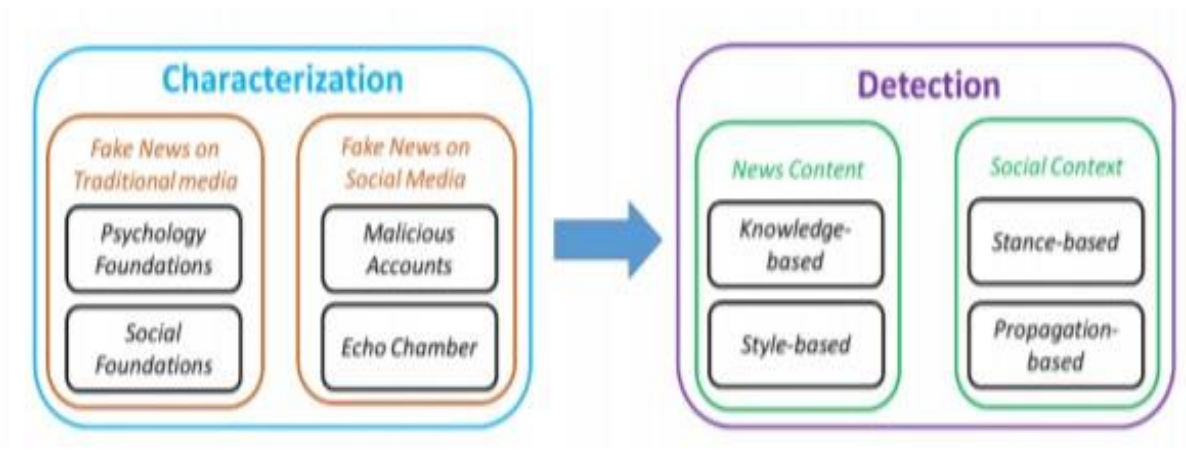 Characterization
Fake News on
Traditional media
Psychology
Foundations
Social
Foundations
Fake News on
Social Media
Malicious
Accounts
Echo Chamber
Detection
News Content
Knowledge-
based
Style-based
Social Context
Stance-based
Propagation-
based